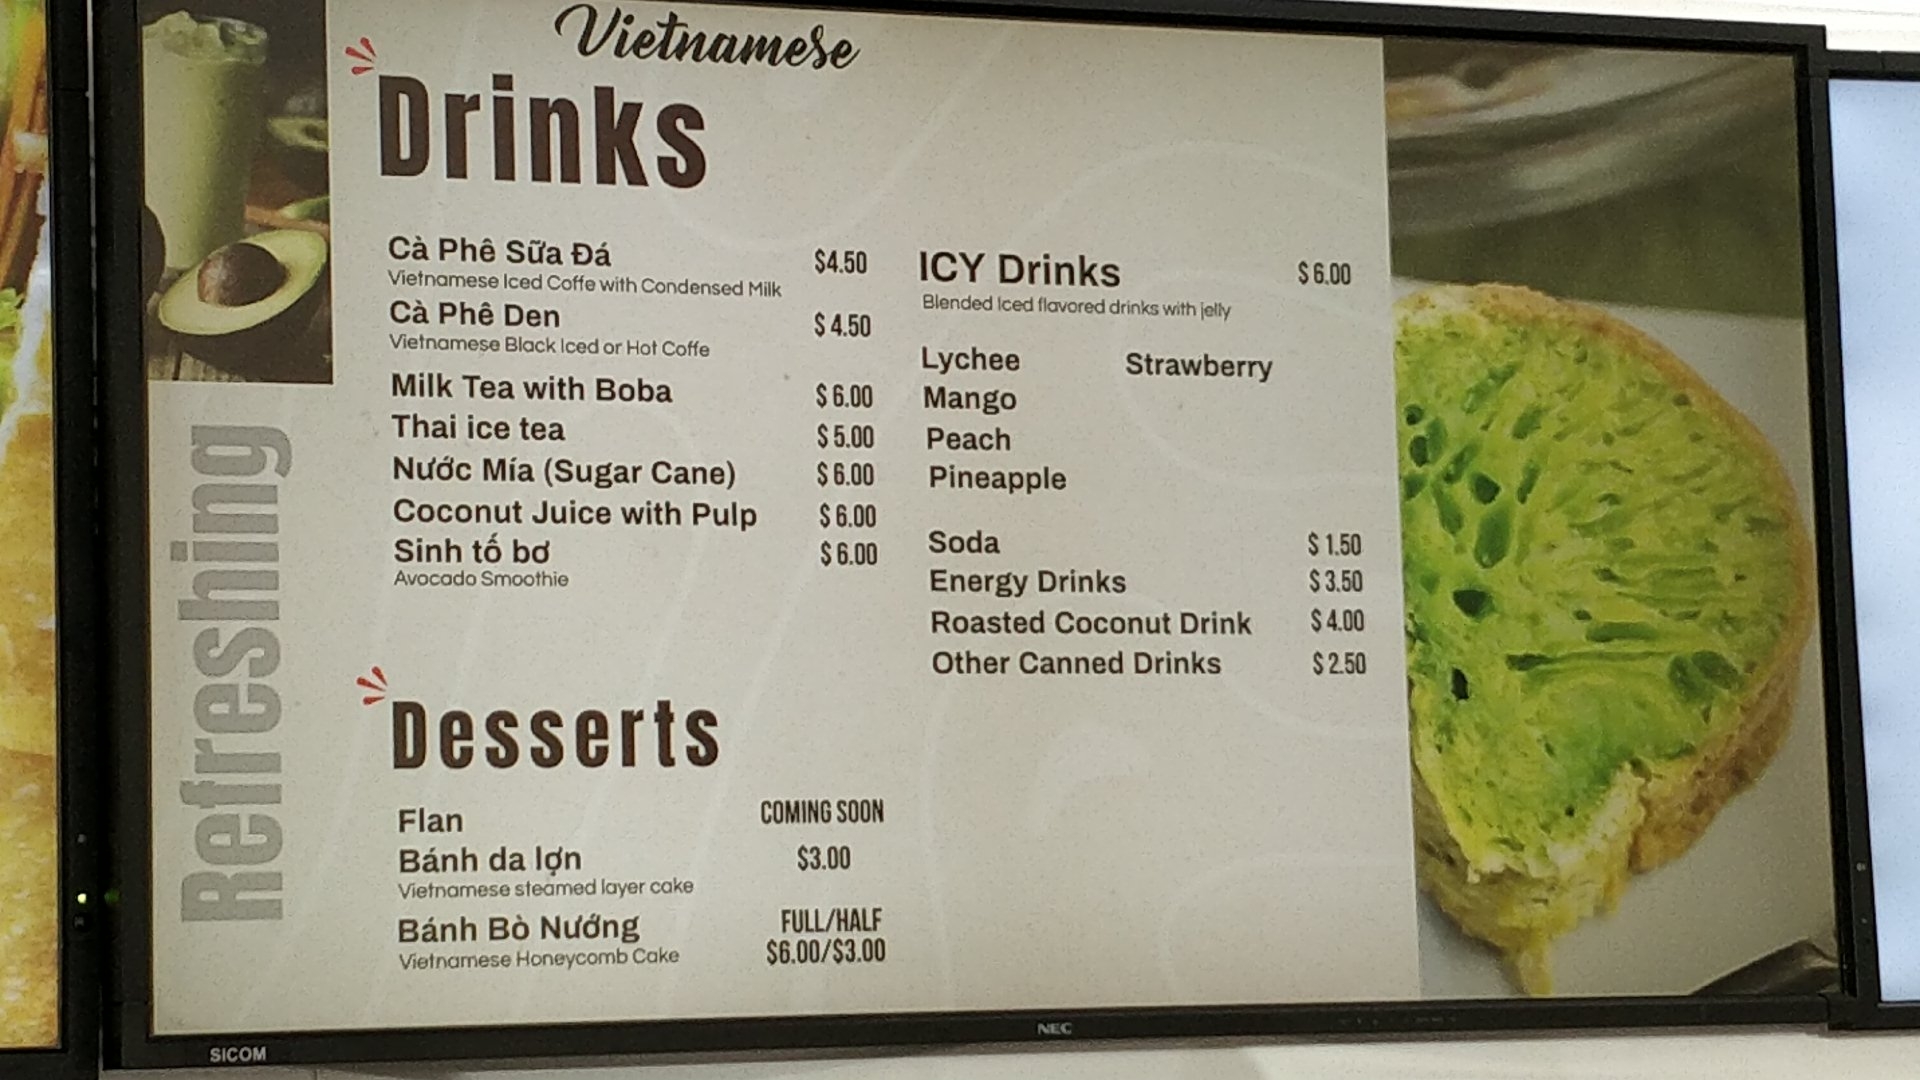 Vietnamese
Drinks
Refreshing
Cà Phê Sữa Đá $4.50
Vietnamese Iced Coffe with Condensed Milk
Cà Phê Den $4.50
Vietnamese Black Iced or Hot Coffe
Milk Tea with Boba $6.00
Thai ice tea $5.00
Nước Mía (Sugar Cane) $6.00
Coconut Juice with Pulp $6.00
Sinh tố bơ $6.00
Avocado Smoothie
ICY Drinks $6.00
Blended Iced flavored drinks with jelly
Lychee Strawberry
Mango
Peach
Pineapple
Soda $1.50
Energy Drinks $3.50
Roasted Coconut Drink $4.00
Other Canned Drinks $2.50
Desserts
Flan COMING SOON
Bánh da lợn $3.00
Vietnamese steamed layer cake
Bánh Bò Nướng FULL/HALF
Vietnamese Honeycomb Cake $6.00/$3.00
NEC
SICOM